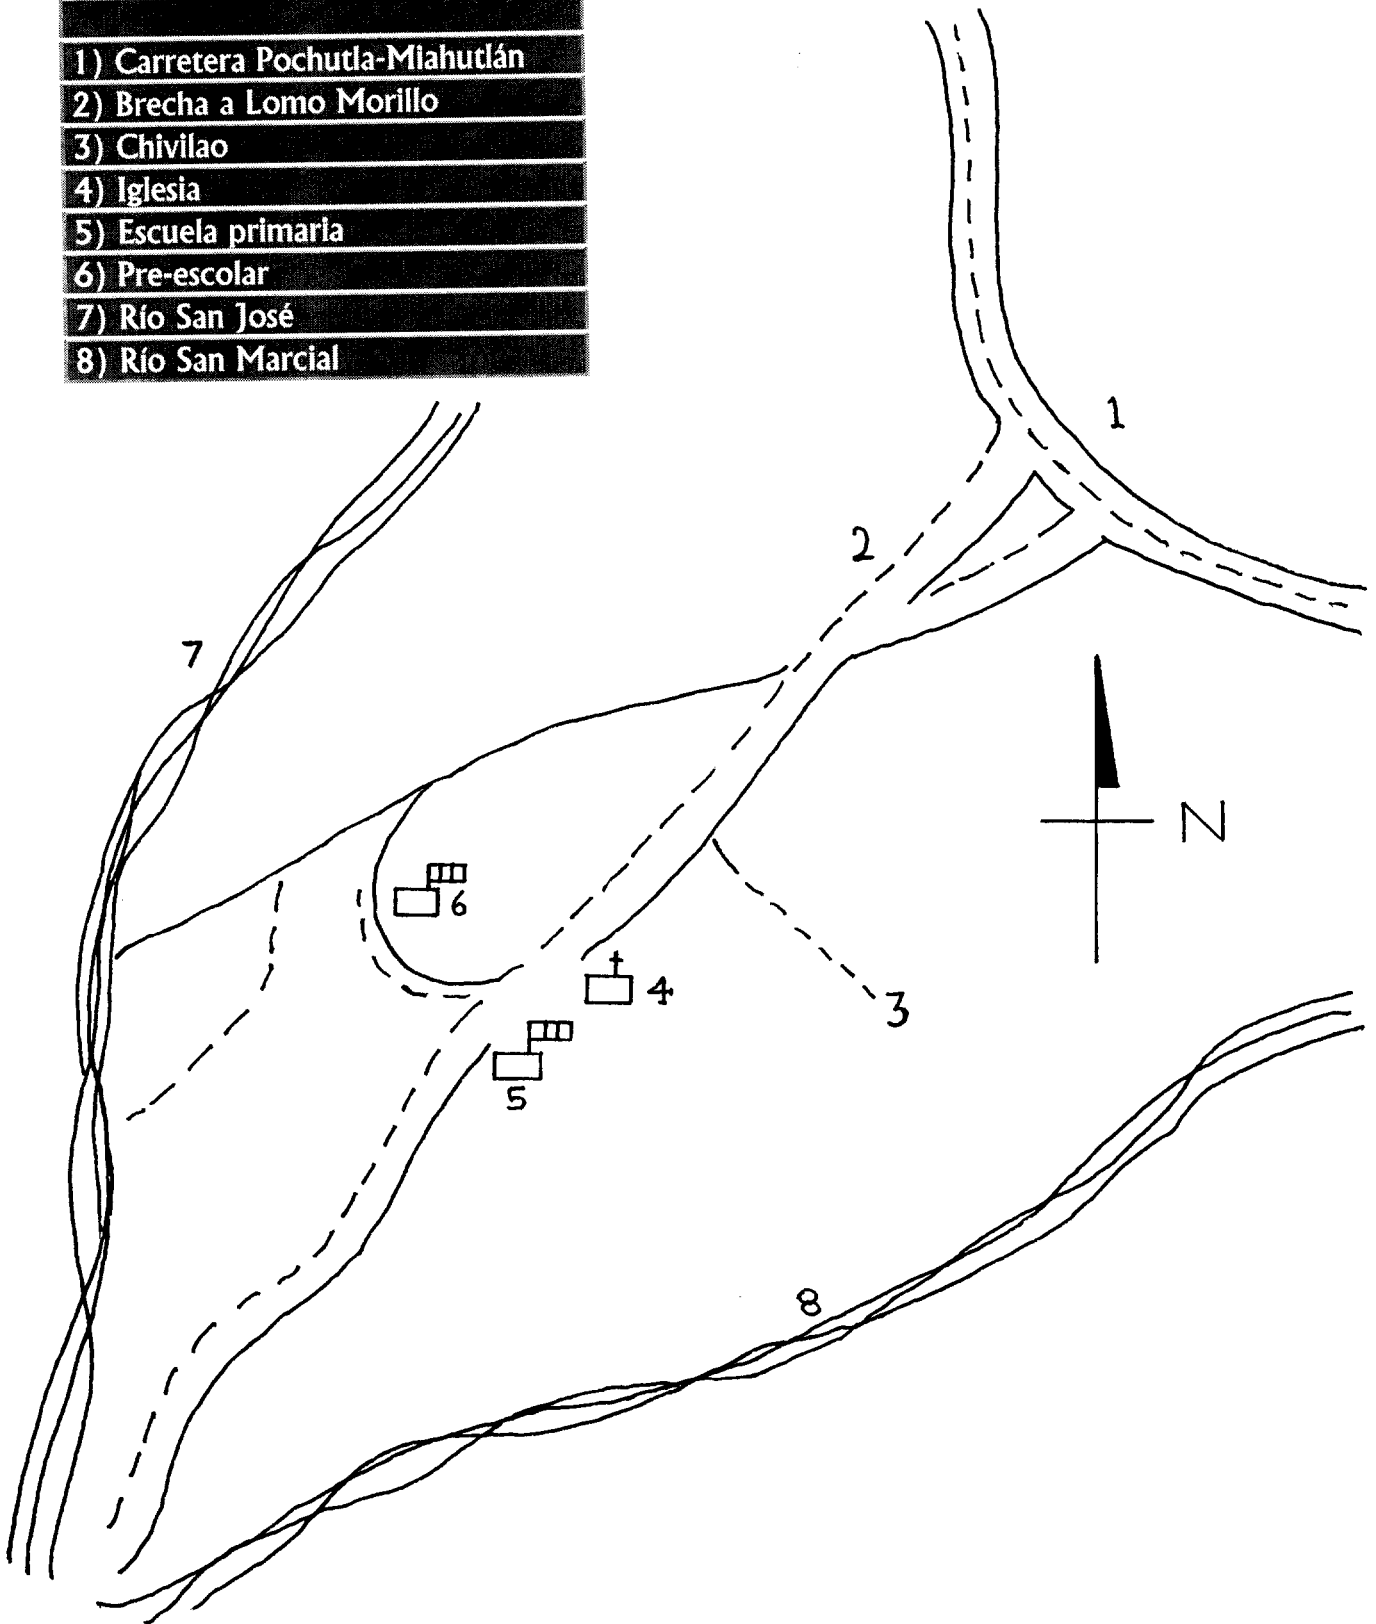 1) Carretera Pochutla-Miahutlán
2) Brecha a Lomo Morillo
3) Chivilao
4) Iglesia
5) Escuela primaria
6) Pre-escolar
7) Río San José
8) Río San Marcial
1
2
7
N
6
4
3
5
8